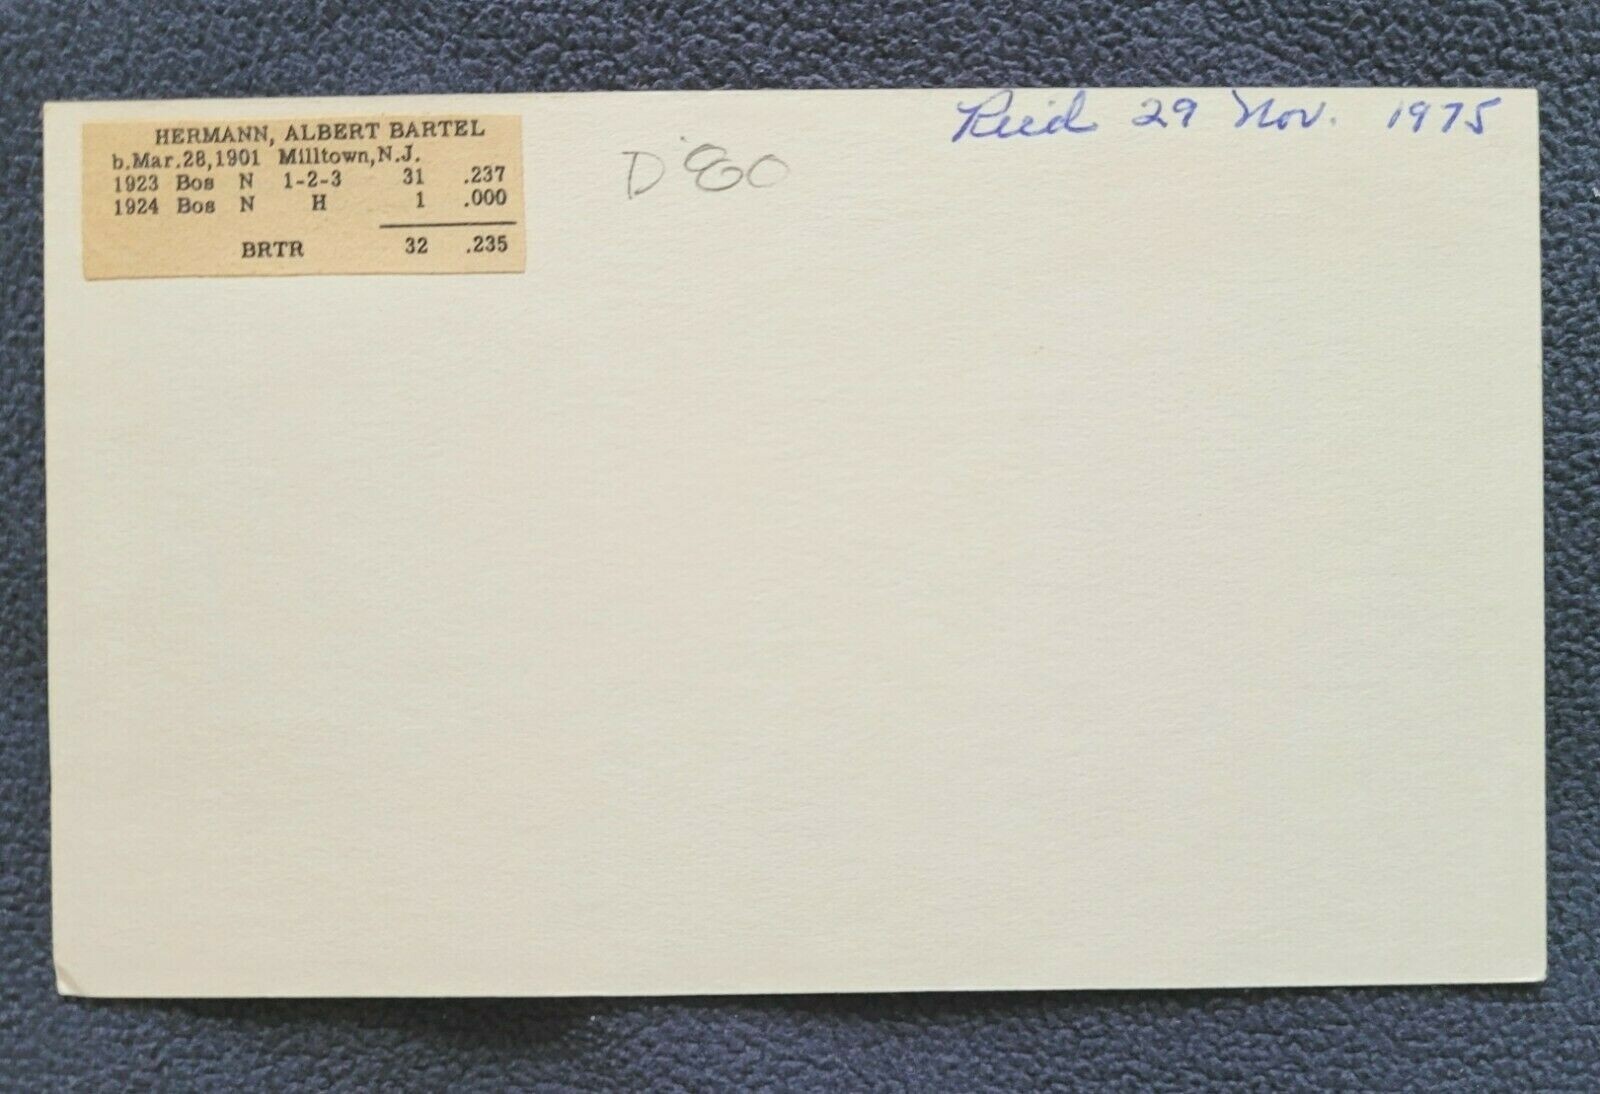 HERMANN, ALBERT BARTEL
b.Mar.28,1901 Milltown,N.J.
1923 Bos N 1-2-3 31 .237
1924 Bos N H 1 .000
BRTR 32 .235
D '80
Rec'd 29 Nov. 1975